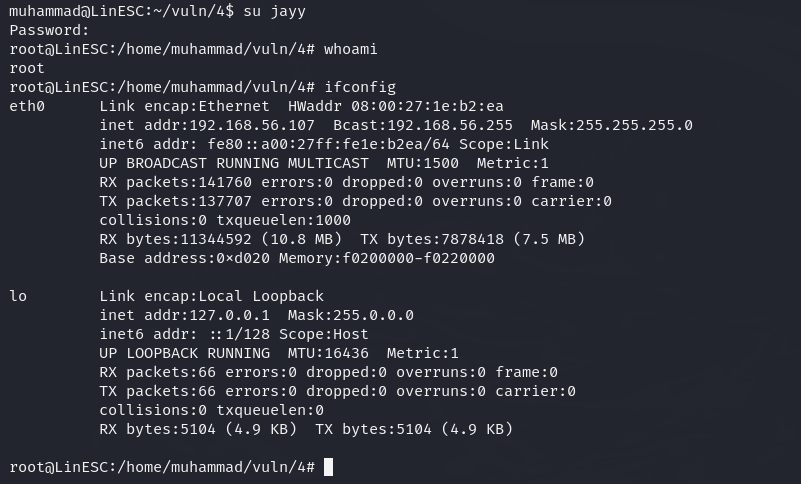 muhammad@LinESC:~/vuln/4$ su jayy
Password:
root@LinESC:/home/muhammad/vuln/4# whoami
root
root@LinESC:/home/muhammad/vuln/4# ifconfig
eth0      Link encap:Ethernet  HWaddr 08:00:27:1e:b2:ea
          inet addr:192.168.56.107  Bcast:192.168.56.255  Mask:255.255.255.0
          inet6 addr: fe80::a00:27ff:fe1e:b2ea/64 Scope:Link
          UP BROADCAST RUNNING MULTICAST  MTU:1500  Metric:1
          RX packets:141760 errors:0 dropped:0 overruns:0 frame:0
          TX packets:137707 errors:0 dropped:0 overruns:0 carrier:0
          collisions:0 txqueuelen:1000
          RX bytes:11344592 (10.8 MB)  TX bytes:7878418 (7.5 MB)
          Base address:0xd020 Memory:f0200000-f0220000
lo        Link encap:Local Loopback
          inet addr:127.0.0.1  Mask:255.0.0.0
          inet6 addr: ::1/128 Scope:Host
          UP LOOPBACK RUNNING  MTU:16436  Metric:1
          RX packets:66 errors:0 dropped:0 overruns:0 frame:0
          TX packets:66 errors:0 dropped:0 overruns:0 carrier:0
          collisions:0 txqueuelen:0
          RX bytes:5104 (4.9 KB)  TX bytes:5104 (4.9 KB)
root@LinESC:/home/muhammad/vuln/4#